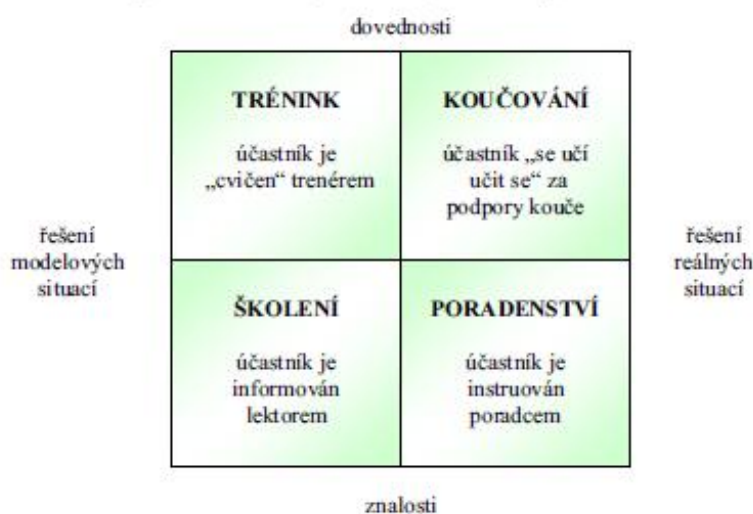 dovednosti
TRÉNINK
účastník je
„cvičen“ trenérem
KOUČOVÁNÍ
účastník „se učí
učit se“ za
podpory kouče
řešení
modelových
situací
řešení
reálných
situací
ŠKOLENÍ
účastník je
informován
lektorem
PORADENSTVÍ
účastník je
instruován
poradcem
znalosti